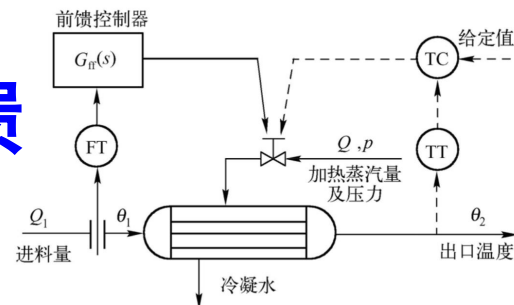 前馈控制器
G_ff(s)
TC
给定值
FT
TT
Q ,p
加热蒸汽量
及压力
Q₁
θ₁
θ₂
进料量
出口温度
冷凝水